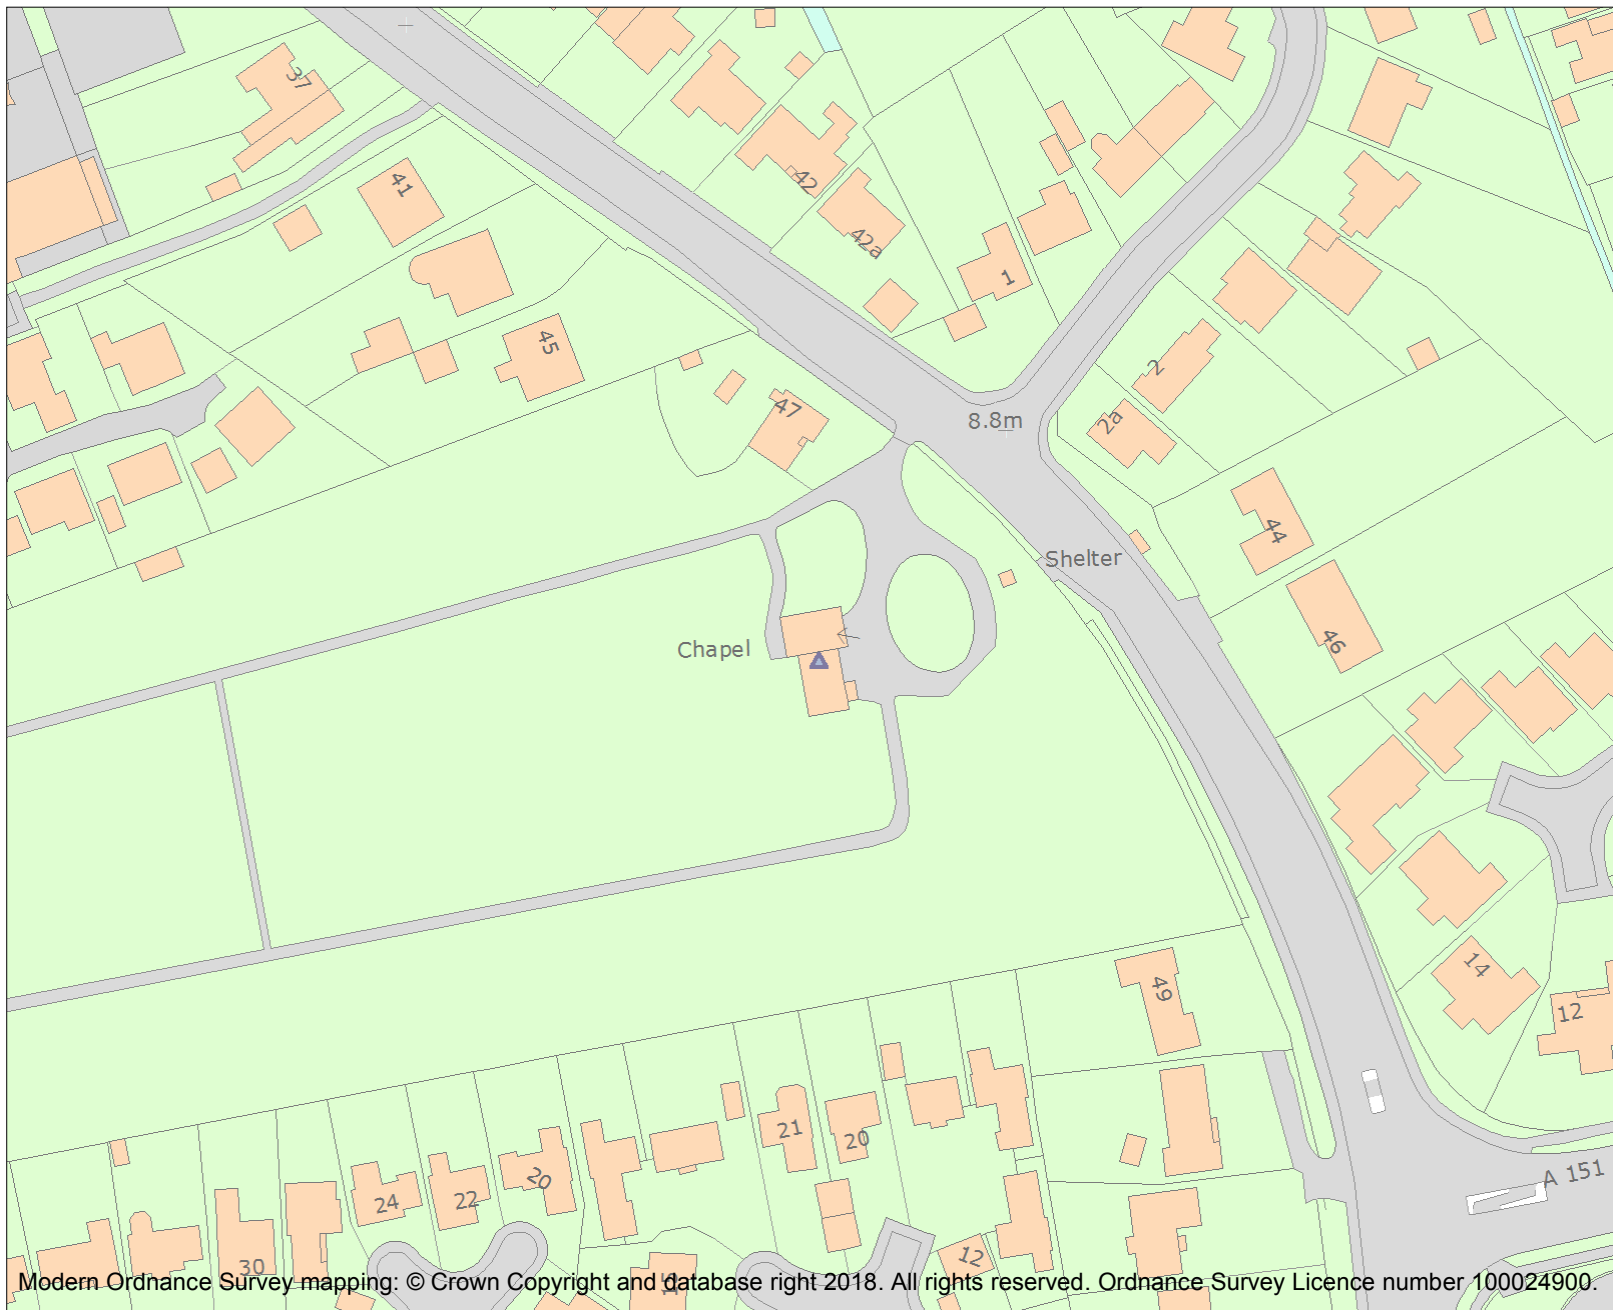 37
41
42
42a
1
45
47
8.8m
2
2a
44
Shelter
46
Chapel
49
14
12
21
20
24
22
20
30
12
A 151
Modern Ordnance Survey mapping: © Crown Copyright and database right 2018. All rights reserved. Ordnance Survey Licence number 100024900.